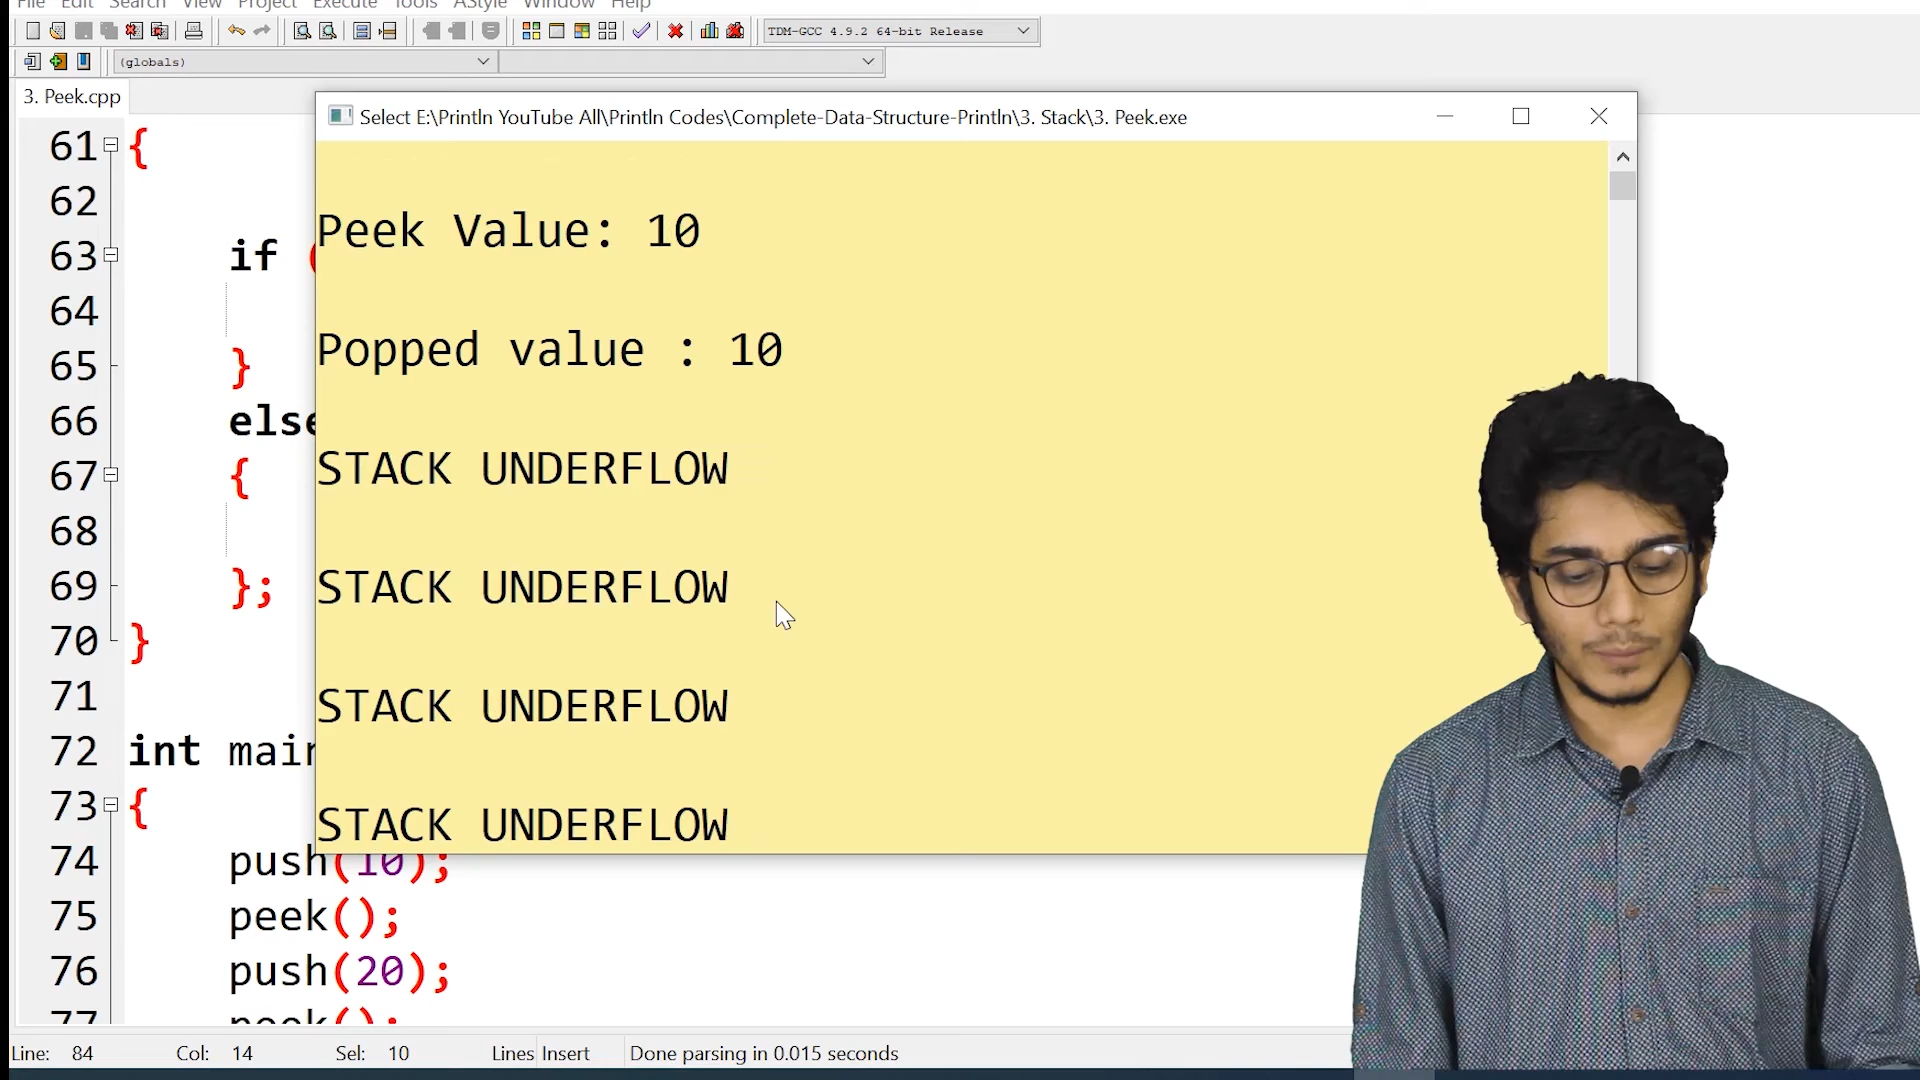 File Edit Search View Project Execute Tools AStyle Window Help
TDM-GCC 4.9.2 64-bit Release
(globals)
3. Peek.cpp
Select E:\Println YouTube All\Println Codes\Complete-Data-Structure-Println\3. Stack\3. Peek.exe
Peek Value: 10
Popped value : 10
STACK UNDERFLOW
STACK UNDERFLOW
STACK UNDERFLOW
STACK UNDERFLOW
61 {
62
63 if (
64
65 }
66 else
67 {
68
69 };
70 }
71
72 int main
73 {
74 push(10);
75 peek();
76 push(20);
77 peek();
Line: 84 Col: 14 Sel: 10 Lines Insert Done parsing in 0.015 seconds